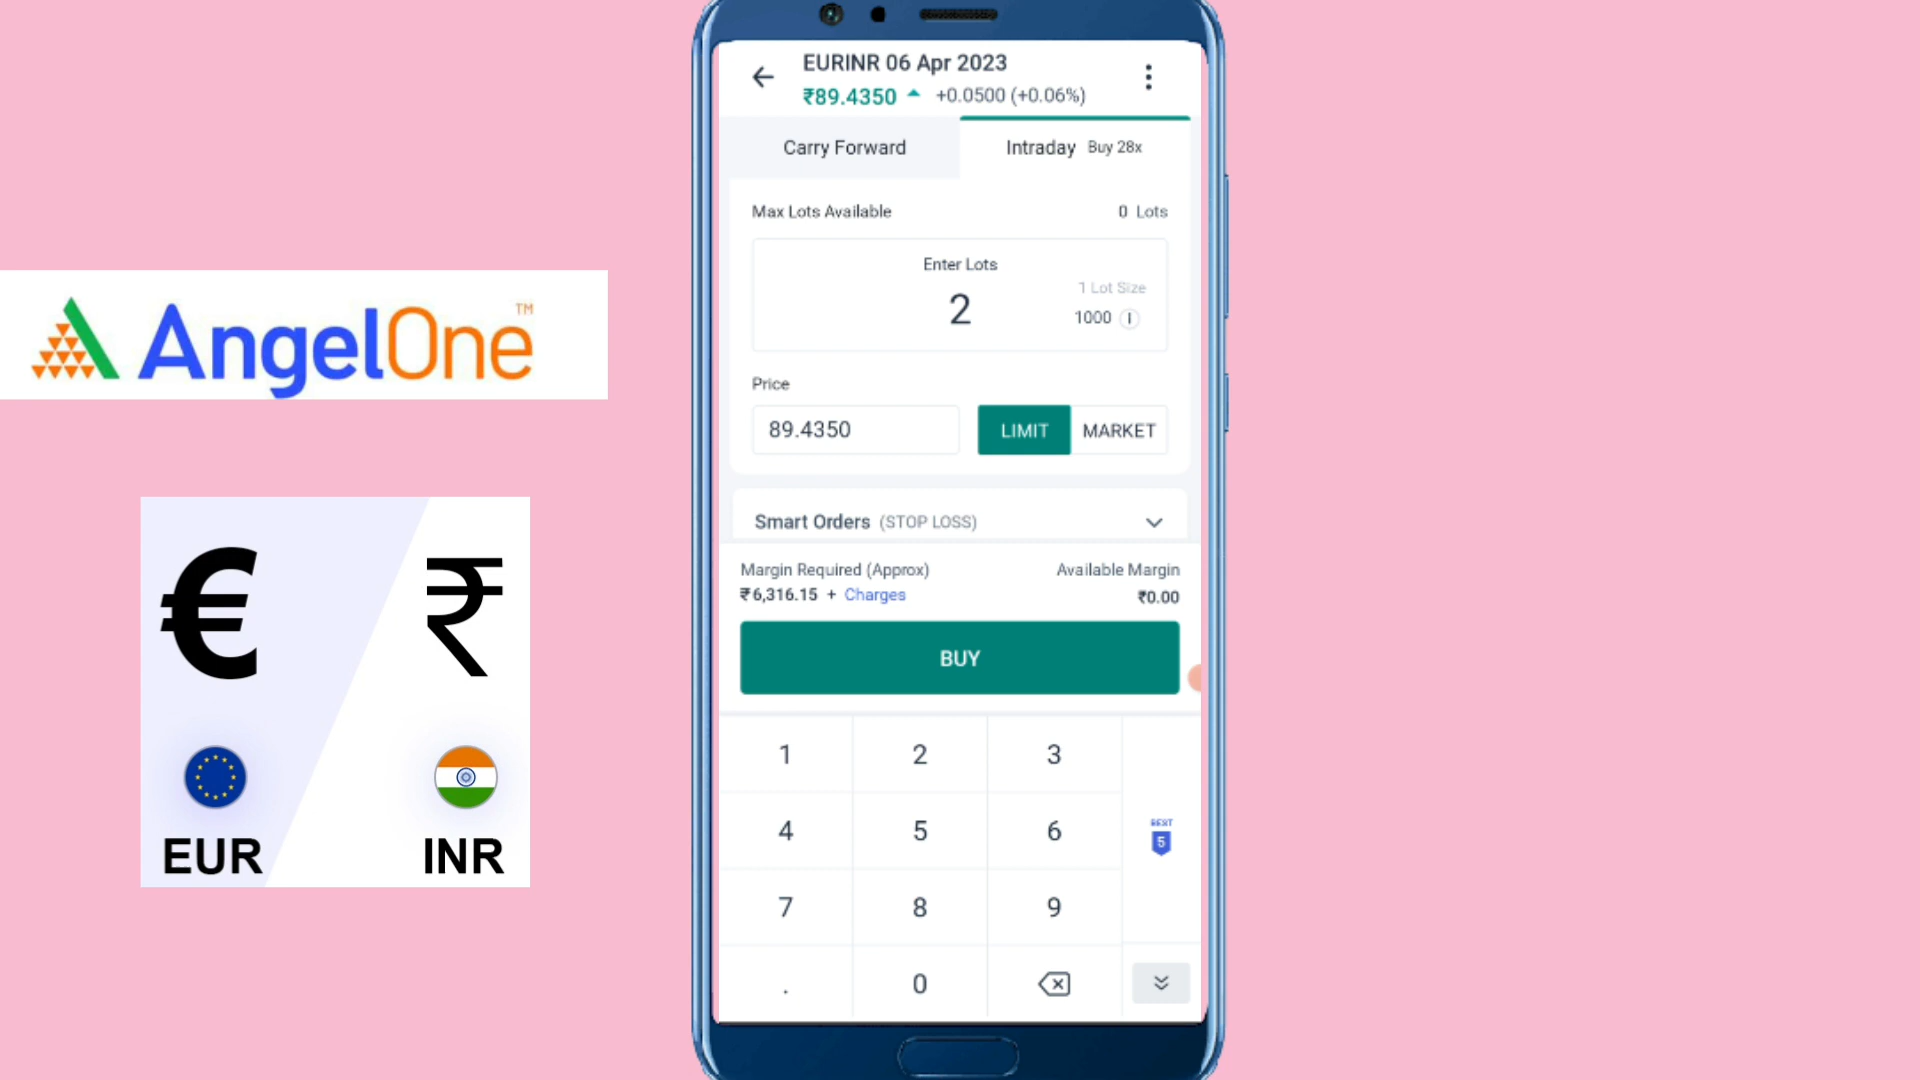 AngelOne™
€ ₹
EUR INR
EURINR 06 Apr 2023
₹89.4350 +0.0500 (+0.06%)
Carry Forward
Intraday Buy 28x
Max Lots Available 0 Lots
Enter Lots
1 Lot Size
2
1000
Price
89.4350 LIMIT MARKET
Smart Orders (STOP LOSS)
Margin Required (Approx) Available Margin
₹6,316.15 + Charges ₹0.00
BUY
1 2 3
4 5 6
BEST
5
7 8 9
. 0